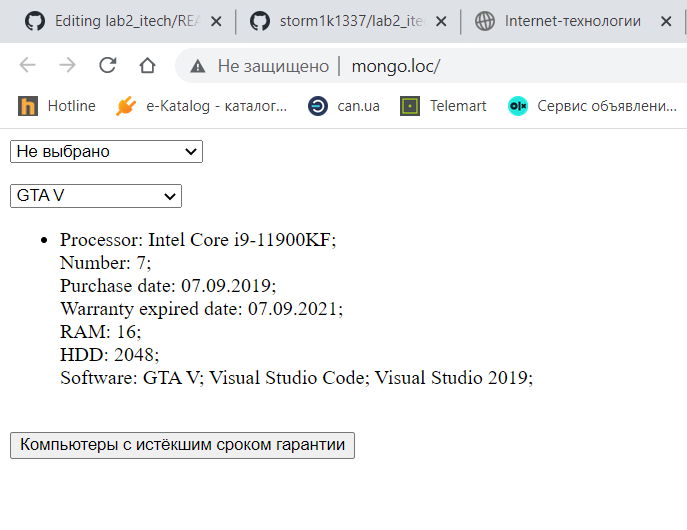 Editing lab2_itech/REA
storm1k1337/lab2_ite
Internet-технологии
Не защищено | mongo.loc/
Hotline
e-Katalog - каталог...
can.ua
Telemart
olx
Сервис объявлени...
Не выбрано
GTA V
Processor: Intel Core i9-11900KF;
Number: 7;
Purchase date: 07.09.2019;
Warranty expired date: 07.09.2021;
RAM: 16;
HDD: 2048;
Software: GTA V; Visual Studio Code; Visual Studio 2019;
Компьютеры с истёкшим сроком гарантии